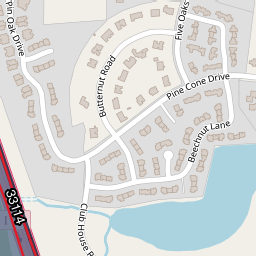 Pin Oak Drive
Five Oaks
Butternut Road
Pine Cone Drive
Beechnut Lane
33114
Club House R